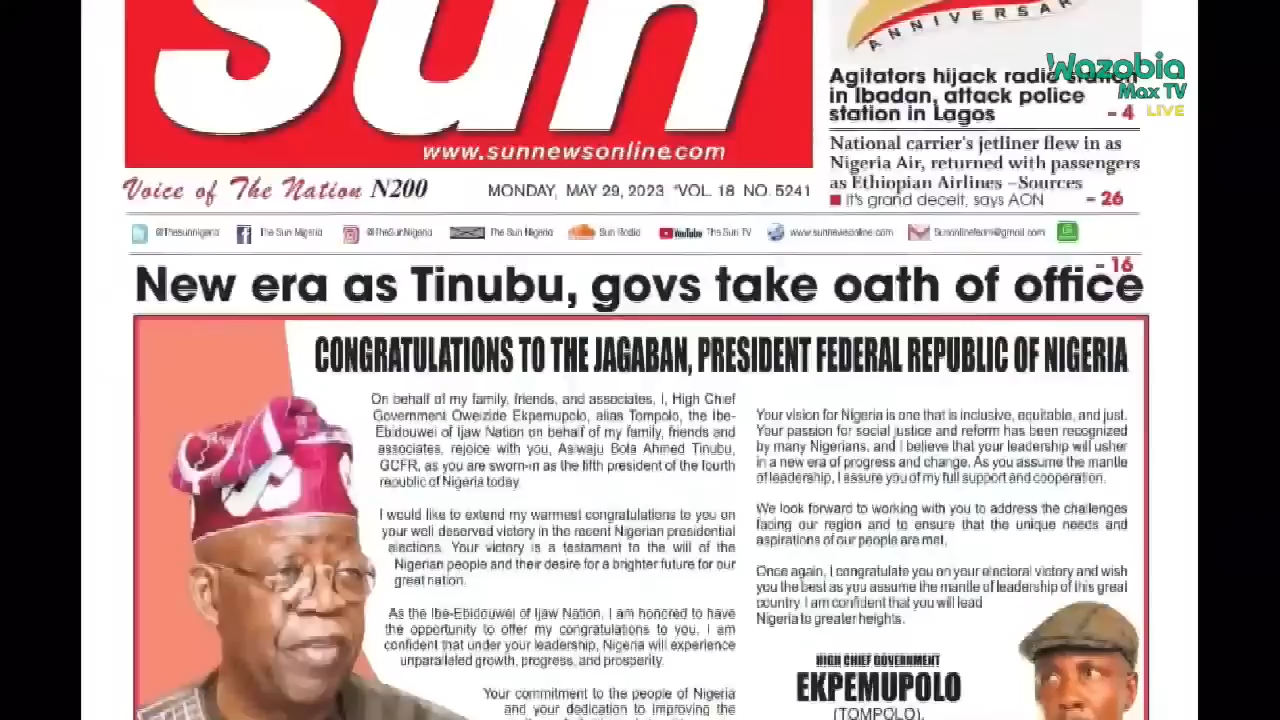 Sun
www.sunnewsonline.com
ANNIVERSAR
Wazobia
Max TV
LIVE
Agitators hijack radio station
in Ibadan, attack police
station in Lagos - 4
National carrier's jetliner flew in as
Nigeria Air, returned with passengers
as Ethiopian Airlines –Sources
It's grand deceit, says AON - 26
Voice of The Nation N200
MONDAY, MAY 29, 2023 *VOL. 18 NO. 5241
@Thesunnigeria The Sun Nigeria @TheSunNigeria The Sun Nigeria Sun Radio YouTube The Sun TV www.sunnewsonline.com Sunonlineteam@gmail.com
- 16
New era as Tinubu, govs take oath of office
CONGRATULATIONS TO THE JAGABAN, PRESIDENT FEDERAL REPUBLIC OF NIGERIA
On behalf of my family, friends, and associates, I, High Chief
Government Oweizide Ekpemupolo, alias Tompolo, the Ibe-
Ebidouwei of Ijaw Nation on behalf of my family, friends and
associates, rejoice with you, Asiwaju Bola Ahmed Tinubu,
GCFR, as you are sworn-in as the fifth president of the fourth
republic of Nigeria today.
I would like to extend my warmest congratulations to you on
your well deserved victory in the recent Nigerian presidential
elections. Your victory is a testament to the will of the
Nigerian people and their desire for a brighter future for our
great nation.
As the Ibe-Ebidouwei of Ijaw Nation, I am honored to have
the opportunity to offer my congratulations to you. I am
confident that under your leadership, Nigeria will experience
unparalleled growth, progress, and prosperity.
Your commitment to the people of Nigeria
and your dedication to improving the
Your vision for Nigeria is one that is inclusive, equitable, and just.
Your passion for social justice and reform has been recognized
by many Nigerians, and I believe that your leadership will usher
in a new era of progress and change. As you assume the mantle
of leadership, I assure you of my full support and cooperation.
We look forward to working with you to address the challenges
facing our region and to ensure that the unique needs and
aspirations of our people are met.
Once again, I congratulate you on your electoral victory and wish
you the best as you assume the mantle of leadership of this great
country. I am confident that you will lead
Nigeria to greater heights.
HIGH CHIEF GOVERNMENT
EKPEMUPOLO
(TOMPOLO),